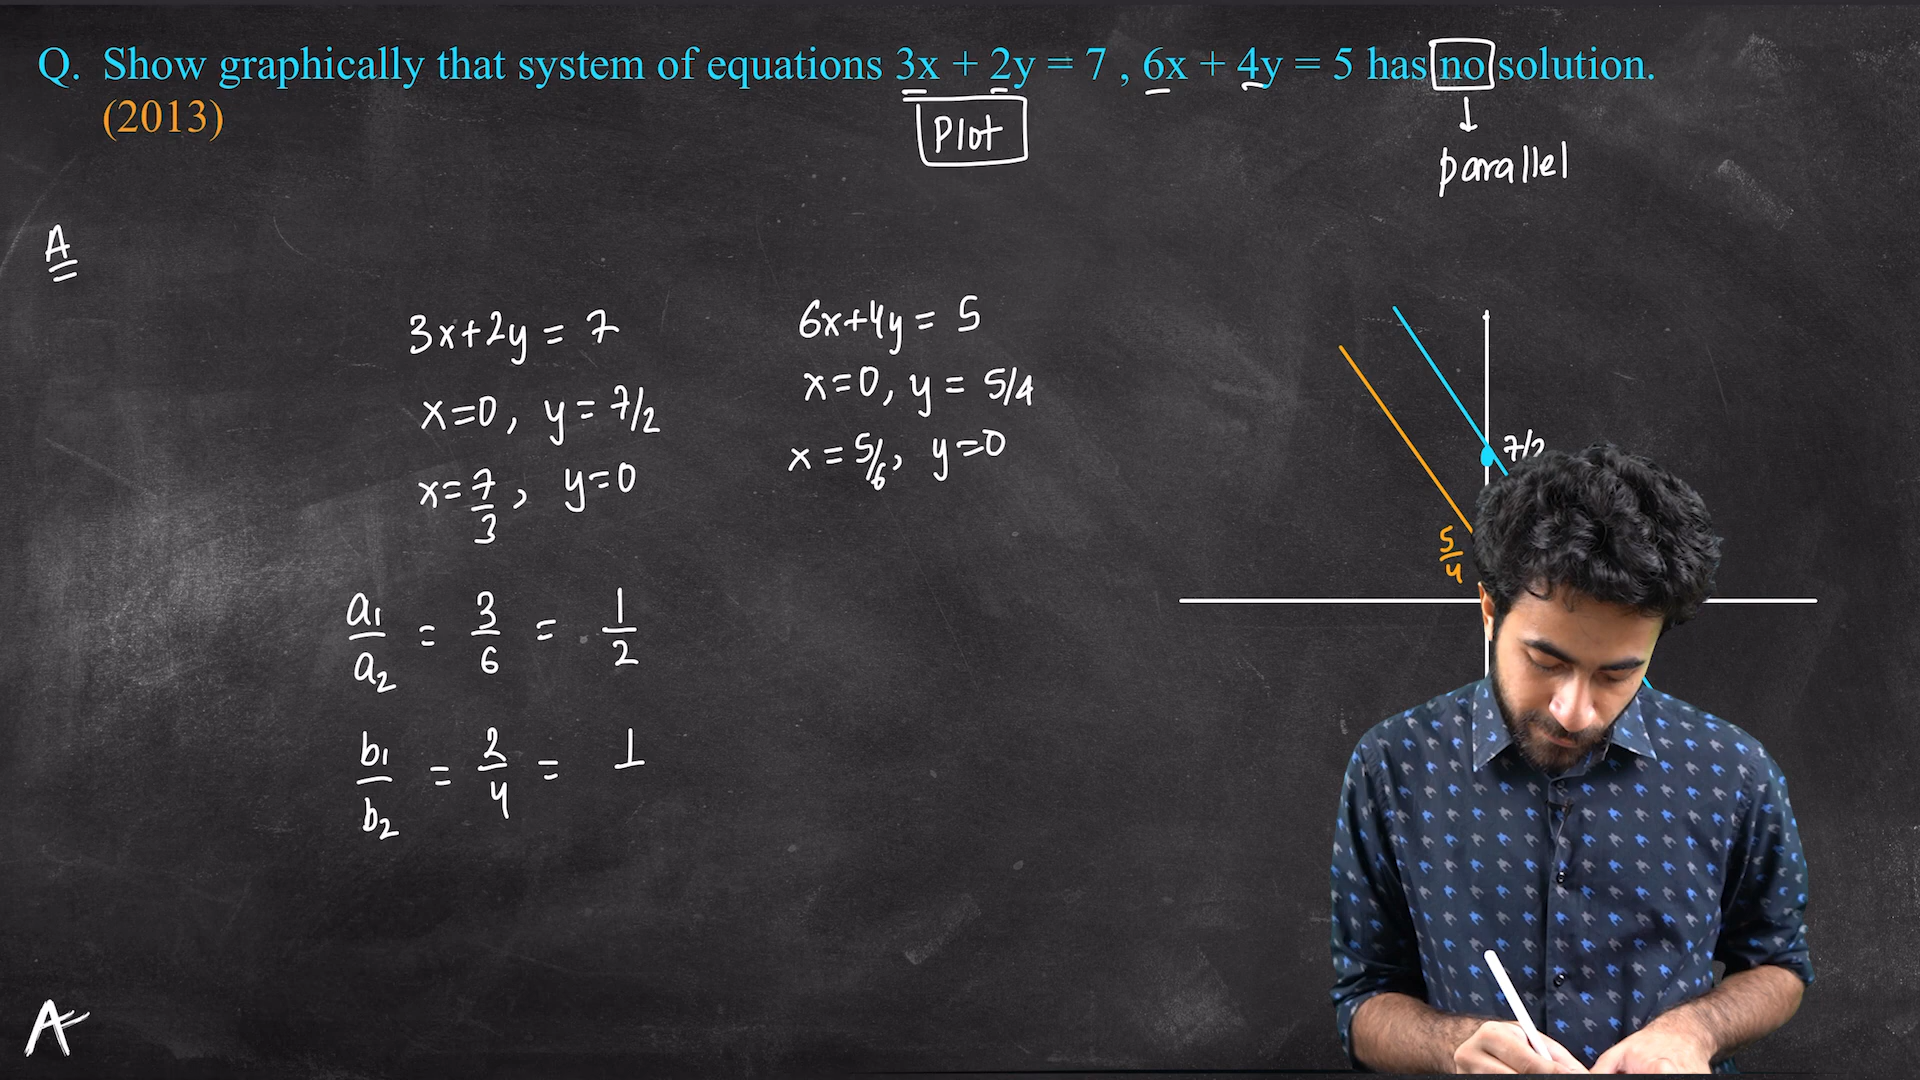 Q. Show graphically that system of equations 3x + 2y = 7 , 6x + 4y = 5 has no solution.
(2013)
Plot
parallel
A
3x+2y = 7
x=0, y = 7/2
x=7/3, y=0
6x+4y = 5
x=0, y = 5/4
x = 5/6, y=0
a1/a2 = 3/6 = 1/2
b1/b2 = 2/4 = 1
7/2
5/4
A